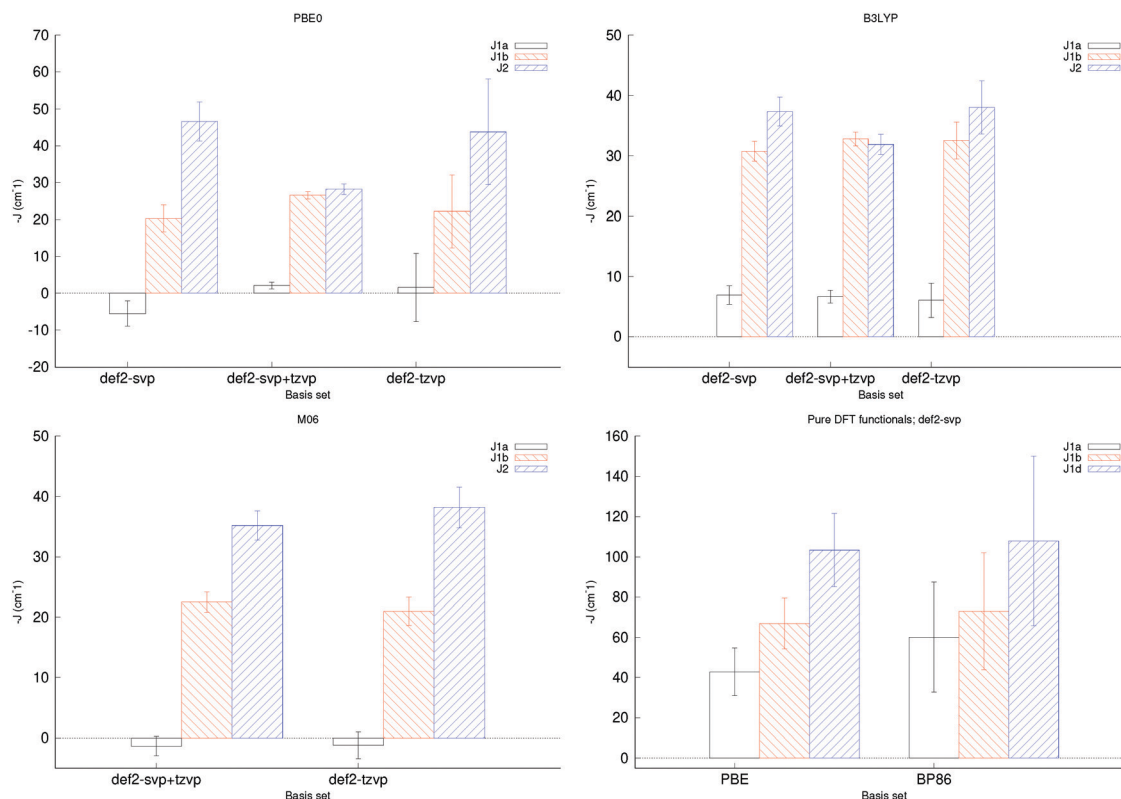 PBE0
J1a
J1b
J2
70
60
50
40
30
20
10
0
-10
-20
-J (cm⁻¹)
def2-svp
def2-svp+tzvp
def2-tzvp
Basis set
B3LYP
J1a
J1b
J2
50
40
30
20
10
0
-J (cm⁻¹)
def2-svp
def2-svp+tzvp
def2-tzvp
Basis set
M06
J1a
J1b
J2
50
40
30
20
10
0
-J (cm⁻¹)
def2-svp+tzvp
def2-tzvp
Basis set
Pure DFT functionals; def2-svp
J1a
J1b
J1d
160
140
120
100
80
60
40
20
0
-J (cm⁻¹)
PBE
BP86
Basis set